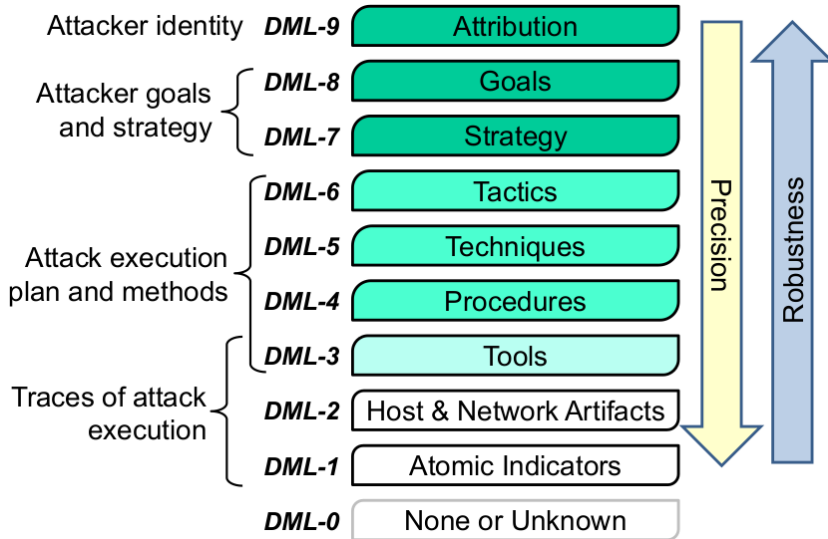 Attacker identity DML-9 Attribution
Attacker goals and strategy
DML-8 Goals
DML-7 Strategy
Attack execution plan and methods
DML-6 Tactics
DML-5 Techniques
DML-4 Procedures
DML-3 Tools
Traces of attack execution
DML-2 Host & Network Artifacts
DML-1 Atomic Indicators
DML-0 None or Unknown
Precision
Robustness